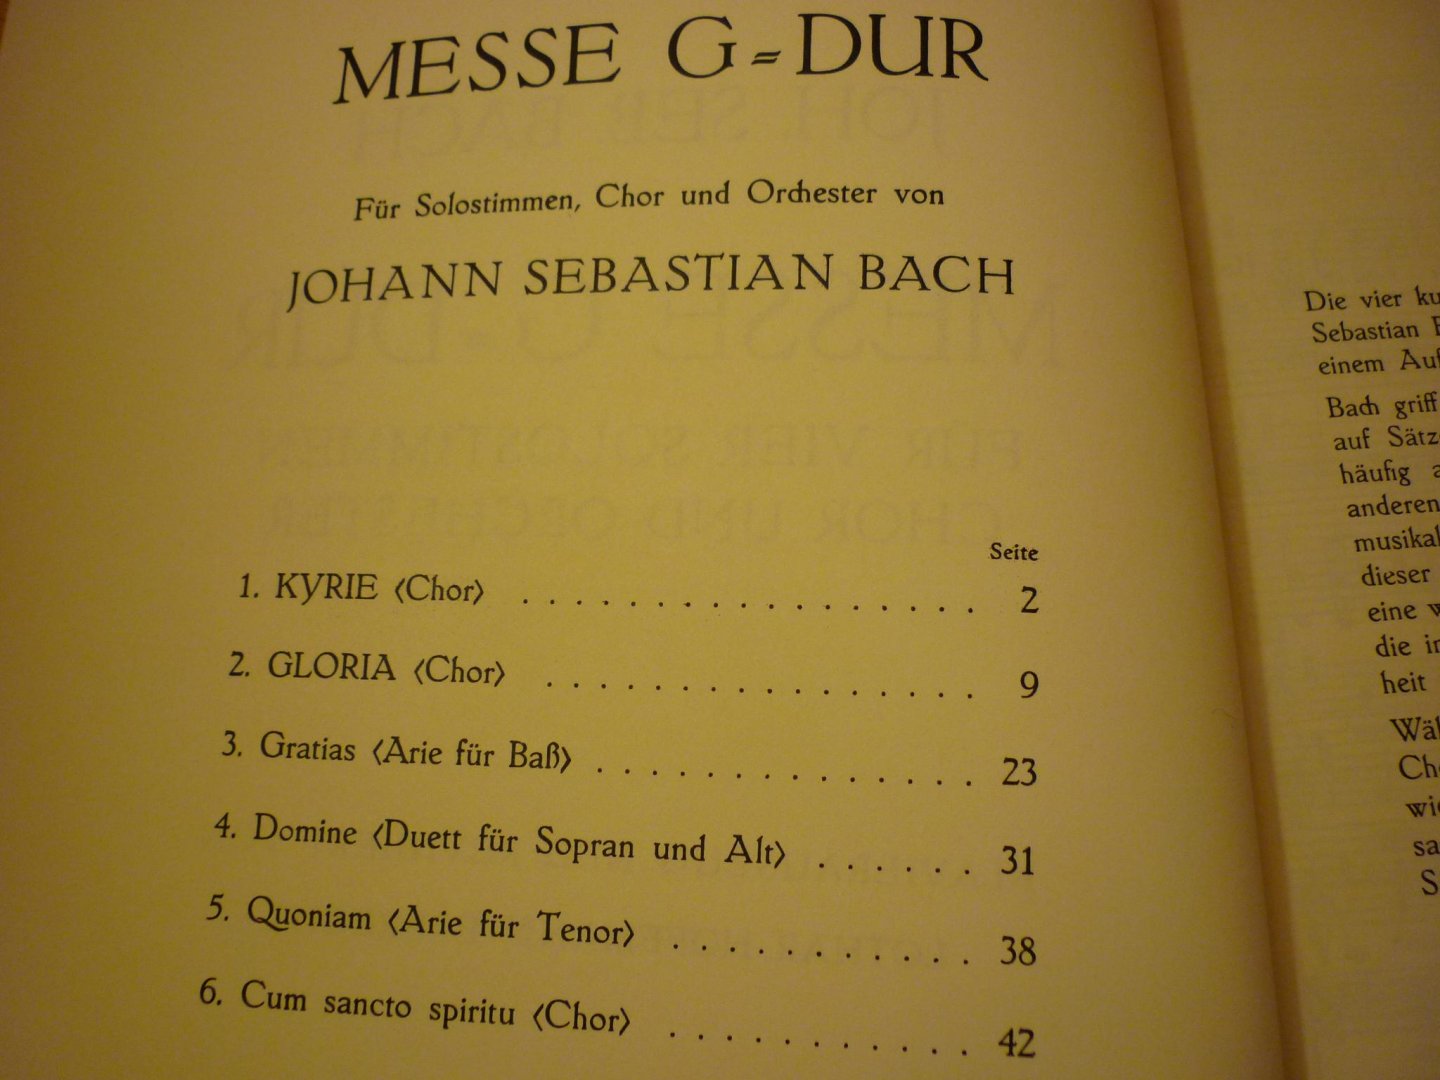 MESSE G=DUR
Für Solostimmen, Chor und Orchester von
JOHANN SEBASTIAN BACH
Seite
1. KYRIE ‹Chor› . . . . . . . . . . . . . . . . . 2
2. GLORIA ‹Chor› . . . . . . . . . . . . . . . . 9
3. Gratias ‹Arie für Baß› . . . . . . . . . . . . . . 23
4. Domine ‹Duett für Sopran und Alt› . . . . . . 31
5. Quoniam ‹Arie für Tenor› . . . . . . . . . . . 38
6. Cum sancto spiritu ‹Chor› . . . . . . . . . . . 42
Die vier
Sebastian
einem
Bach griff
auf
häufig
anderen
dieser
eine
die
heit